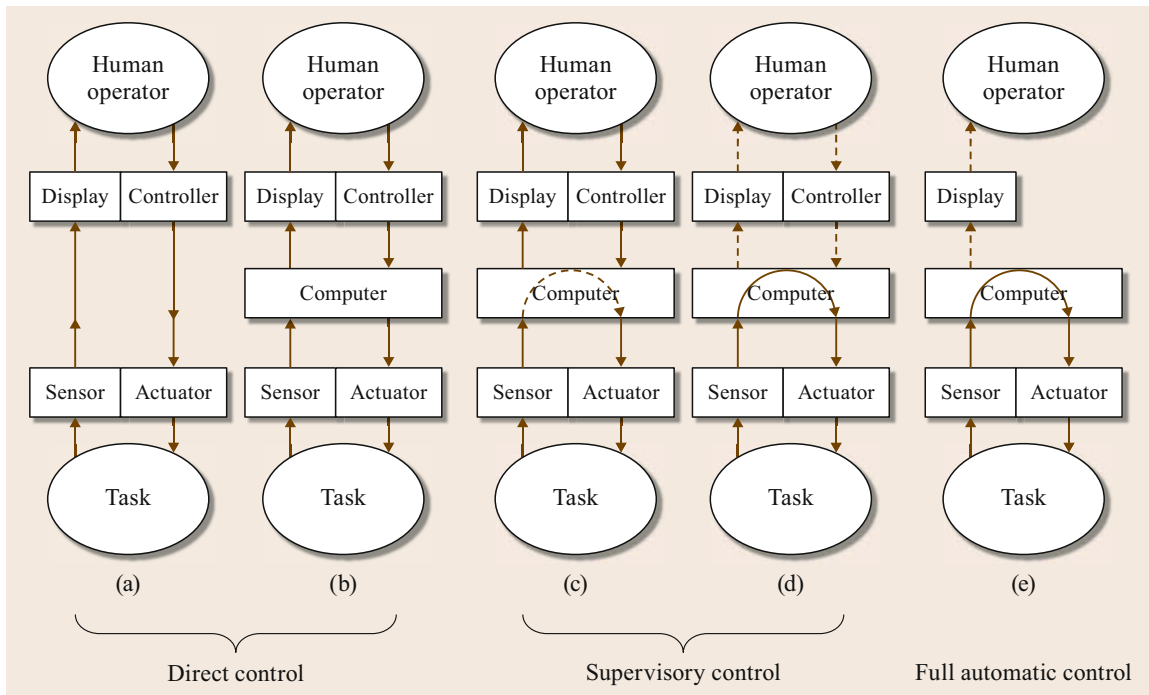 Human
operator
Human
operator
Human
operator
Human
operator
Human
operator
Display Controller
Display Controller
Display Controller
Display Controller
Display
Computer
Computer
Computer
Computer
Sensor Actuator
Sensor Actuator
Sensor Actuator
Sensor Actuator
Sensor Actuator
Task
Task
Task
Task
Task
(a)
(b)
(c)
(d)
(e)
Direct control
Supervisory control
Full automatic control